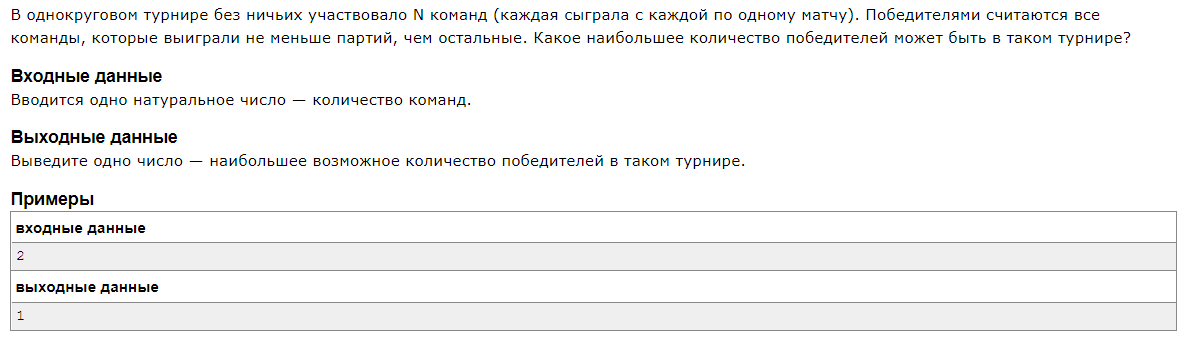 В однокруговом турнире без ничьих участвовало N команд (каждая сыграла с каждой по одному матчу). Победителями считаются все
команды, которые выиграли не меньше партий, чем остальные. Какое наибольшее количество победителей может быть в таком турнире?
Входные данные
Вводится одно натуральное число — количество команд.
Выходные данные
Выведите одно число — наибольшее возможное количество победителей в таком турнире.
Примеры
входные данные
2
выходные данные
1